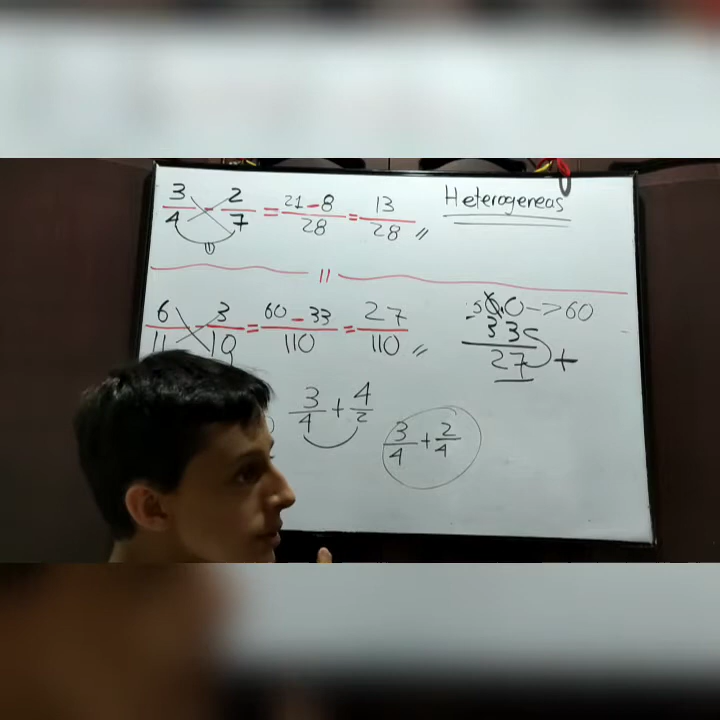 3/4 - 2/7 = 21-8/28 = 13/28 //
Heterogeneas
11
6/11 - 3/10 = 60-33/110 = 27/110 //
60 -> 60
33
27 +
3/4 + 4/2
3/4 + 2/4